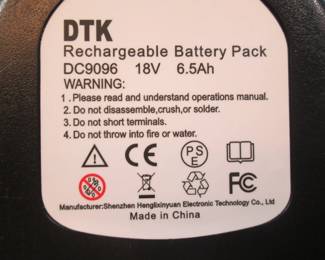 DTK
Rechargeable Battery Pack
DC9096 18V 6.5Ah
WARNING:
1 .Please read and understand operations manual.
2. Do not disassemble,crush,or solder.
3. Do not short terminals.
4. Do not throw into fire or water.
CE PSE FC
Manufacturer:Shenzhen Henglixinyuan Electronic Technology Co., Ltd
Made in China